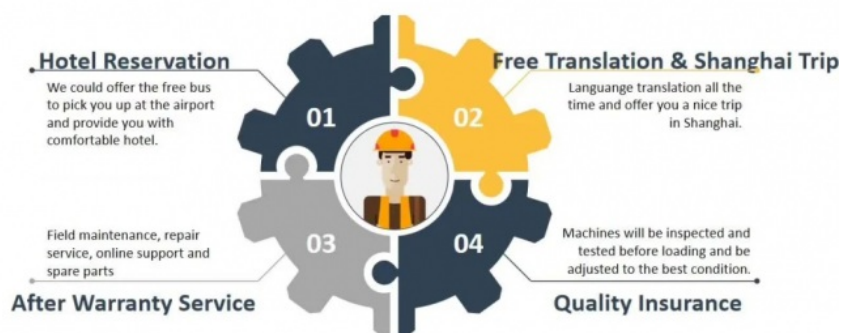 Hotel Reservation
We could offer the free bus
to pick you up at the airport
and provide you with
comfortable hotel.
01
Free Translation & Shanghai Trip
Languange translation all the
time and offer you a nice trip
in Shanghai.
02
Field maintenance, repair
service, online support and
spare parts
After Warranty Service
03
Machines will be inspected and
tested before loading and be
adjusted to the best condition.
Quality Insurance
04